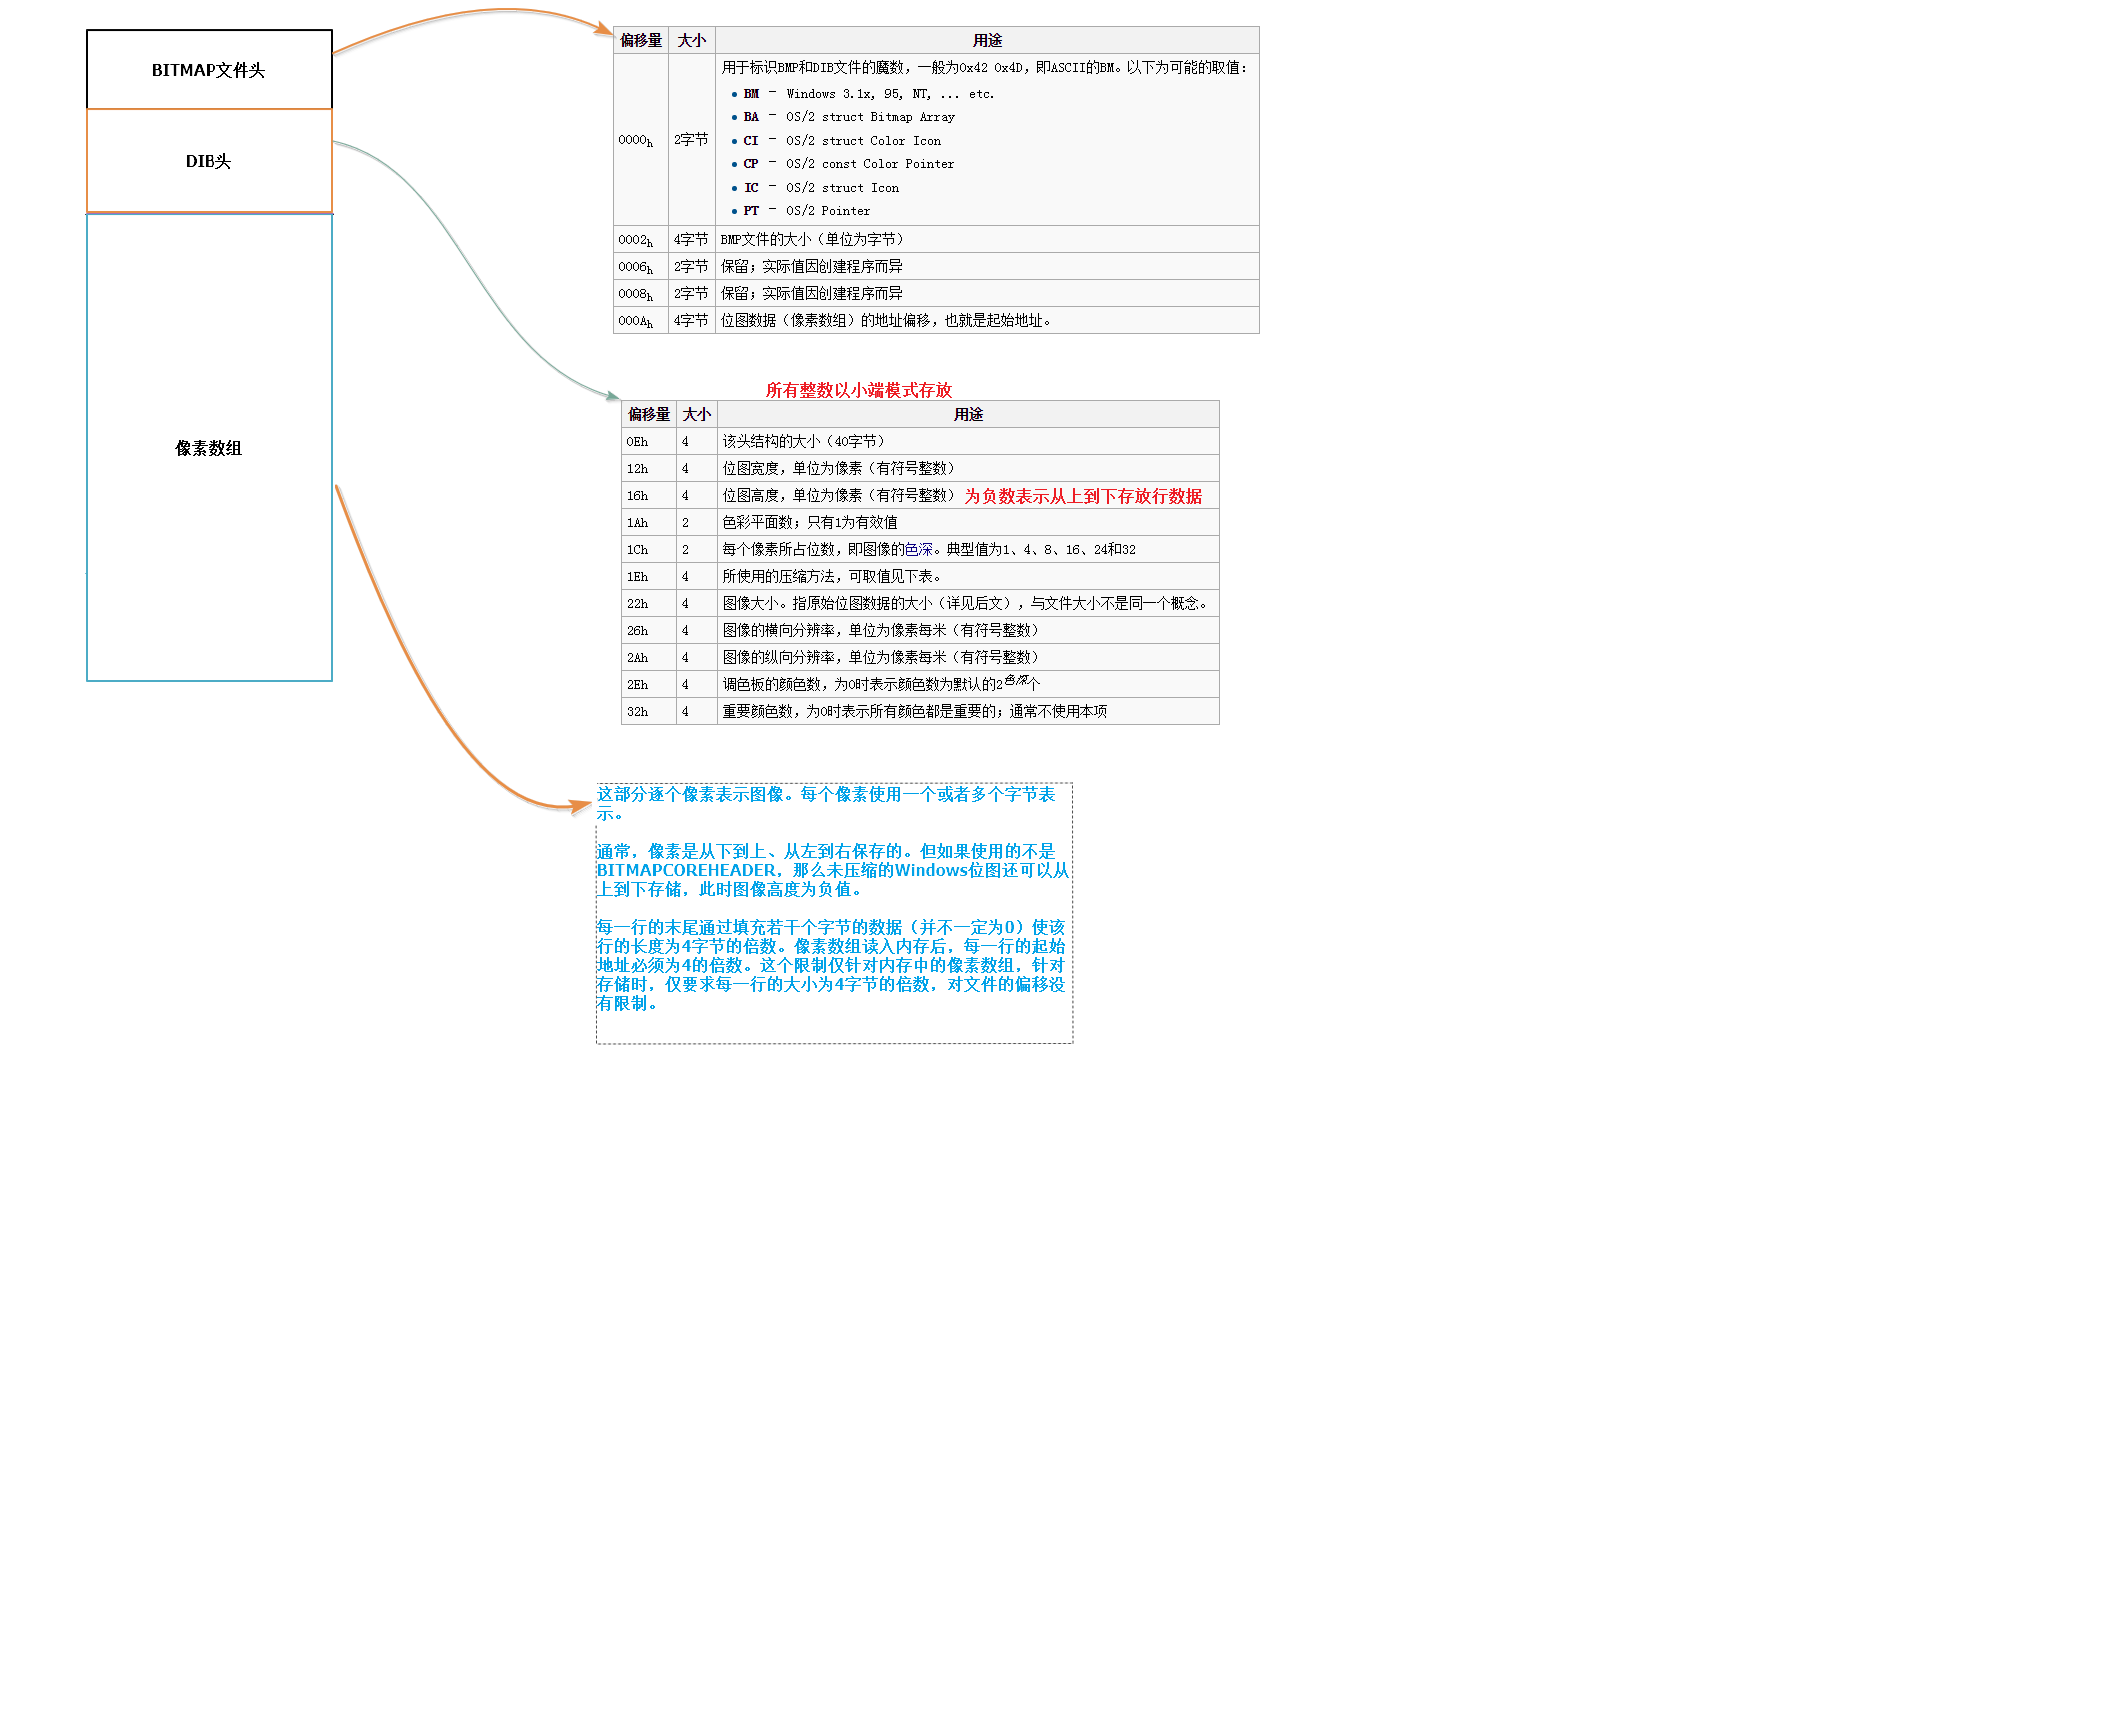 BITMAP文件头
DIB头
像素数组
偏移量 大小 用途
0000h 2字节 用于标识BMP和DIB文件的魔数，一般为0x42 0x4D，即ASCII的BM。以下为可能的取值：
BM – Windows 3.1x, 95, NT, ... etc.
BA – OS/2 struct Bitmap Array
CI – OS/2 struct Color Icon
CP – OS/2 const Color Pointer
IC – OS/2 struct Icon
PT – OS/2 Pointer
0002h 4字节 BMP文件的大小（单位为字节）
0006h 2字节 保留；实际值因创建程序而异
0008h 2字节 保留；实际值因创建程序而异
000Ah 4字节 位图数据（像素数组）的地址偏移，也就是起始地址。
所有整数以小端模式存放
偏移量 大小 用途
0Eh 4 该头结构的大小（40字节）
12h 4 位图宽度，单位为像素（有符号整数）
16h 4 位图高度，单位为像素（有符号整数） 为负数表示从上到下存放行数据
1Ah 2 色彩平面数；只有1为有效值
1Ch 2 每个像素所占位数，即图像的色深。典型值为1、4、8、16、24和32
1Eh 4 所使用的压缩方法，可取值见下表。
22h 4 图像大小。指原始位图数据的大小（详见后文），与文件大小不是同一个概念。
26h 4 图像的横向分辨率，单位为像素每米（有符号整数）
2Ah 4 图像的纵向分辨率，单位为像素每米（有符号整数）
2Eh 4 调色板的颜色数，为0时表示颜色数为默认的2色深个
32h 4 重要颜色数，为0时表示所有颜色都是重要的；通常不使用本项
这部分逐个像素表示图像。每个像素使用一个或者多个字节表
示。
通常，像素是从下到上、从左到右保存的。但如果使用的不是
BITMAPCOREHEADER，那么未压缩的Windows位图还可以从
上到下存储，此时图像高度为负值。
每一行的末尾通过填充若干个字节的数据（并不一定为0）使该
行的长度为4字节的倍数。像素数组读入内存后，每一行的起始
地址必须为4的倍数。这个限制仅针对内存中的像素数组，针对
存储时，仅要求每一行的大小为4字节的倍数，对文件的偏移没
有限制。